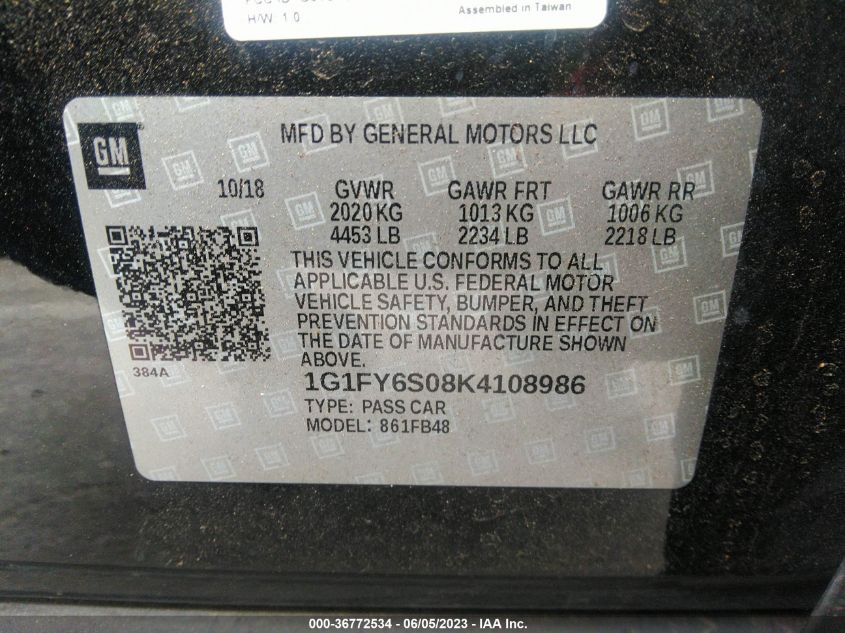 H/W: 1.0
Assembled in Taiwan
GM
MFD BY GENERAL MOTORS LLC
10/18 GVWR GAWR FRT GAWR RR
2020 KG 1013 KG 1006 KG
4453 LB 2234 LB 2218 LB
THIS VEHICLE CONFORMS TO ALL
APPLICABLE U.S. FEDERAL MOTOR
VEHICLE SAFETY, BUMPER, AND THEFT
PREVENTION STANDARDS IN EFFECT ON
THE DATE OF MANUFACTURE SHOWN
ABOVE.
384A
1G1FY6S08K4108986
TYPE: PASS CAR
MODEL: 861FB48
000-36772534 - 06/05/2023 - IAA Inc.